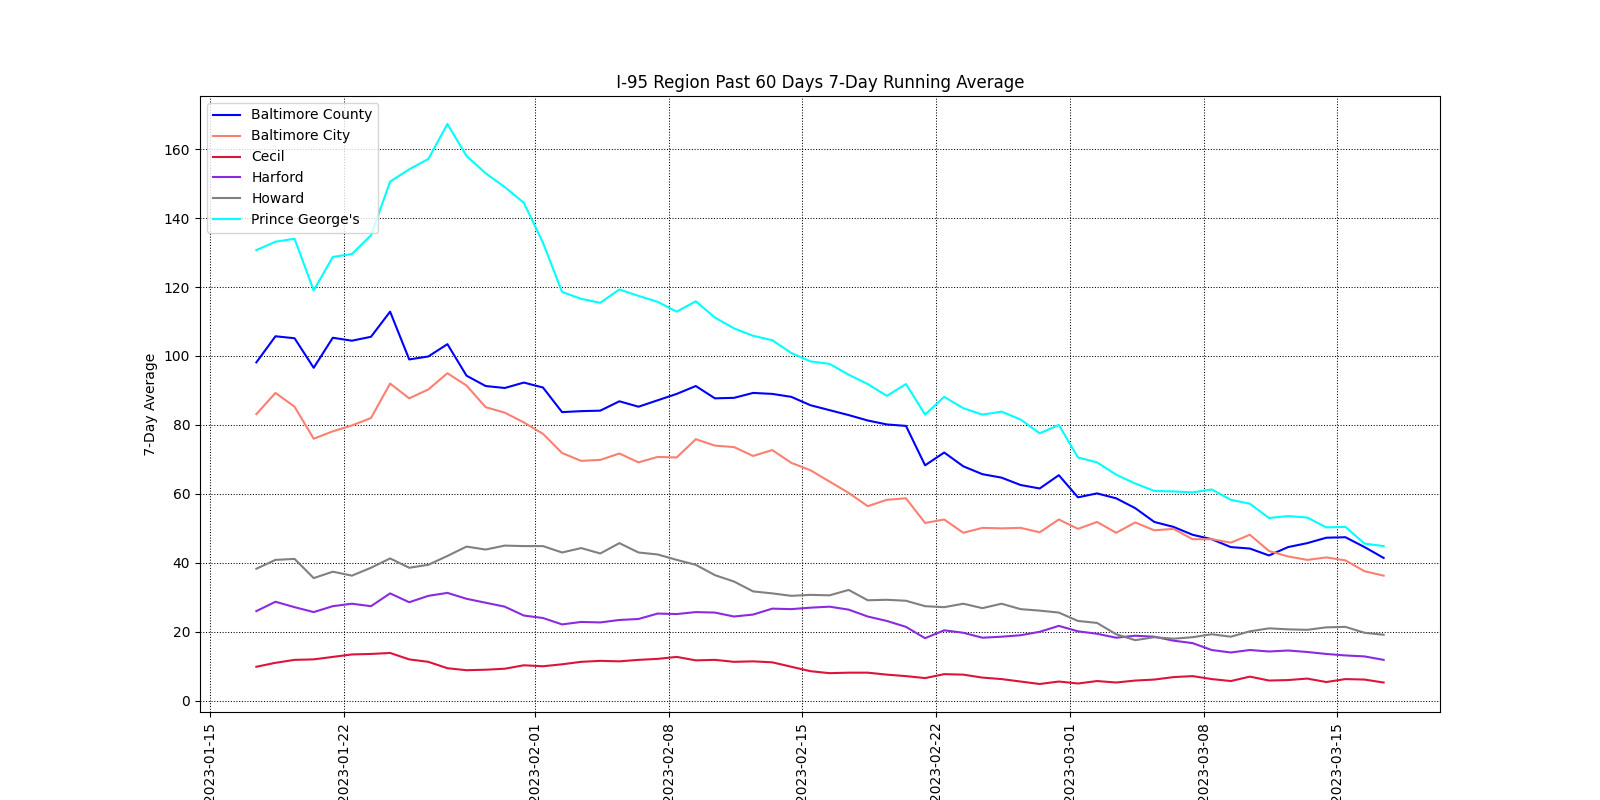 I-95 Region Past 60 Days 7-Day Running Average
Baltimore County
Baltimore City
Cecil
Harford
Howard
Prince George's
7-Day Average
160
140
120
100
80
60
40
20
0
2023-01-15
2023-01-22
2023-02-01
2023-02-08
2023-02-15
2023-02-22
2023-03-01
2023-03-08
2023-03-15